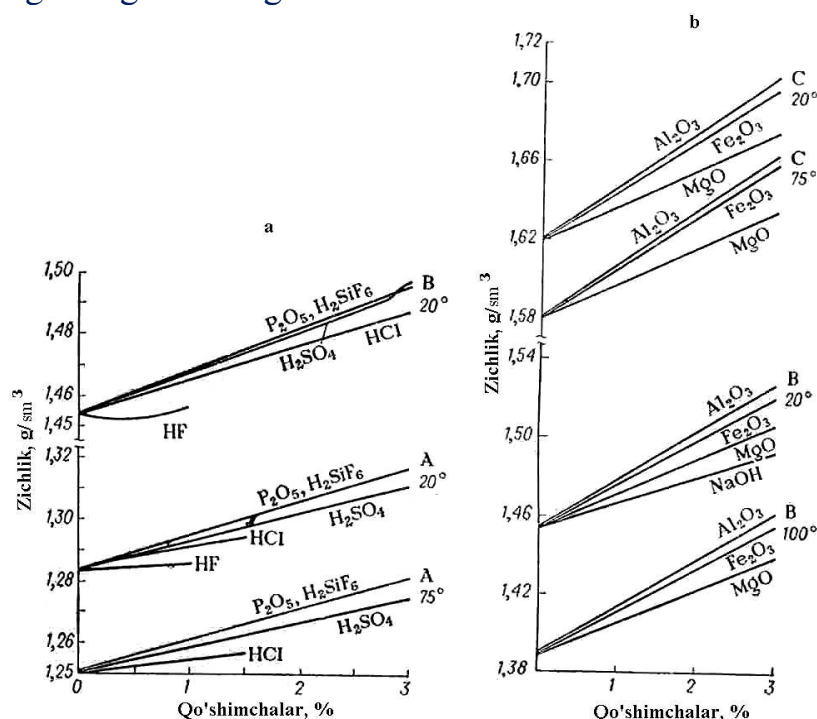 a
Zichlik, g/sm³
1,50
1,48
1,46
1,45
1,32
1,30
1,28
1,26
1,25
P₂O₅, H₂SiF₆
B
20°
HCl
H₂SO₄
HF
P₂O₅, H₂SiF₆
A
20°
H₂SO₄
HCl
HF
P₂O₅, H₂SiF₆
A
75°
H₂SO₄
HCl
0
1
2
3
Qo'shimchalar, %
b
Zichlik, g/sm³
1,72
1,70
1,66
1,62
1,58
1,54
1,50
1,46
1,42
1,38
Al₂O₃
C
20°
Fe₂O₃
MgO
C
75°
Al₂O₃
Fe₂O₃
MgO
Al₂O₃
B
20°
Fe₂O₃
MgO
NaOH
Al₂O₃
B
100°
Fe₂O₃
MgO
1
2
3
Qo'shimchalar, %